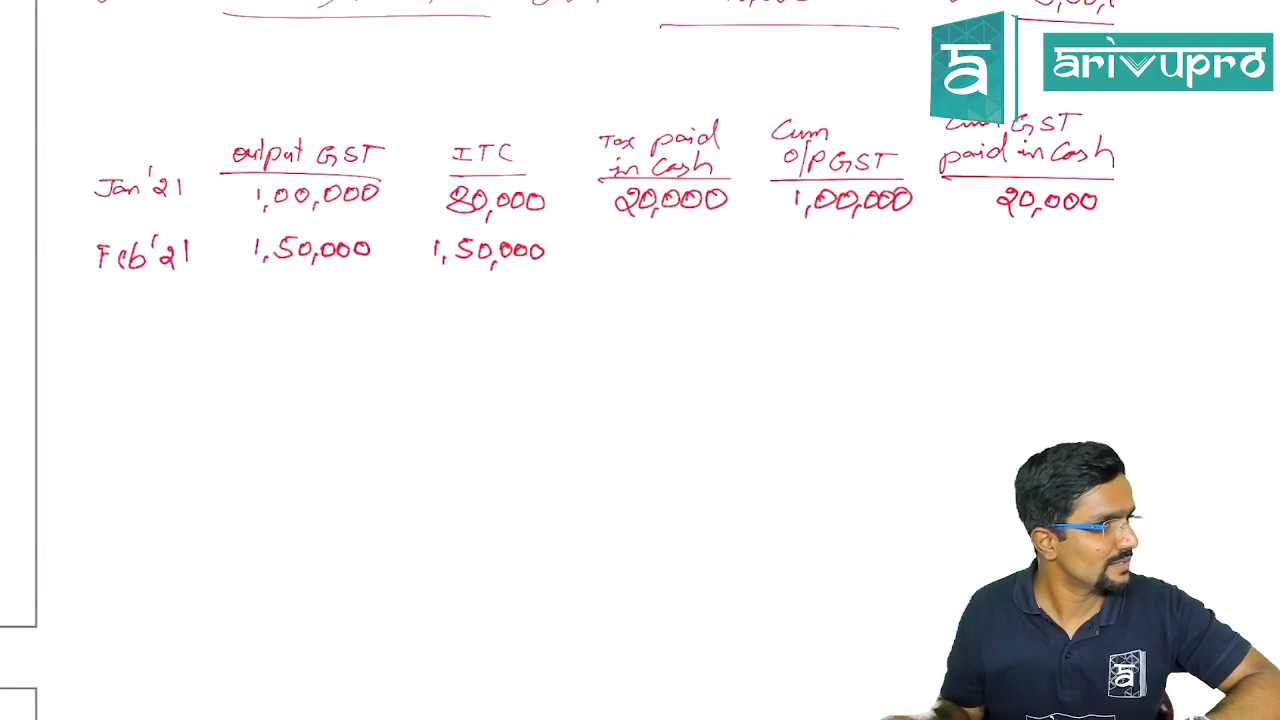 arivupro
Output GST ITC Tax paid in Cash Cum O/P GST Cum GST paid in Cash
Jan '21 1,00,000 80,000 20,000 1,00,000 20,000
Feb '21 1,50,000 1,50,000